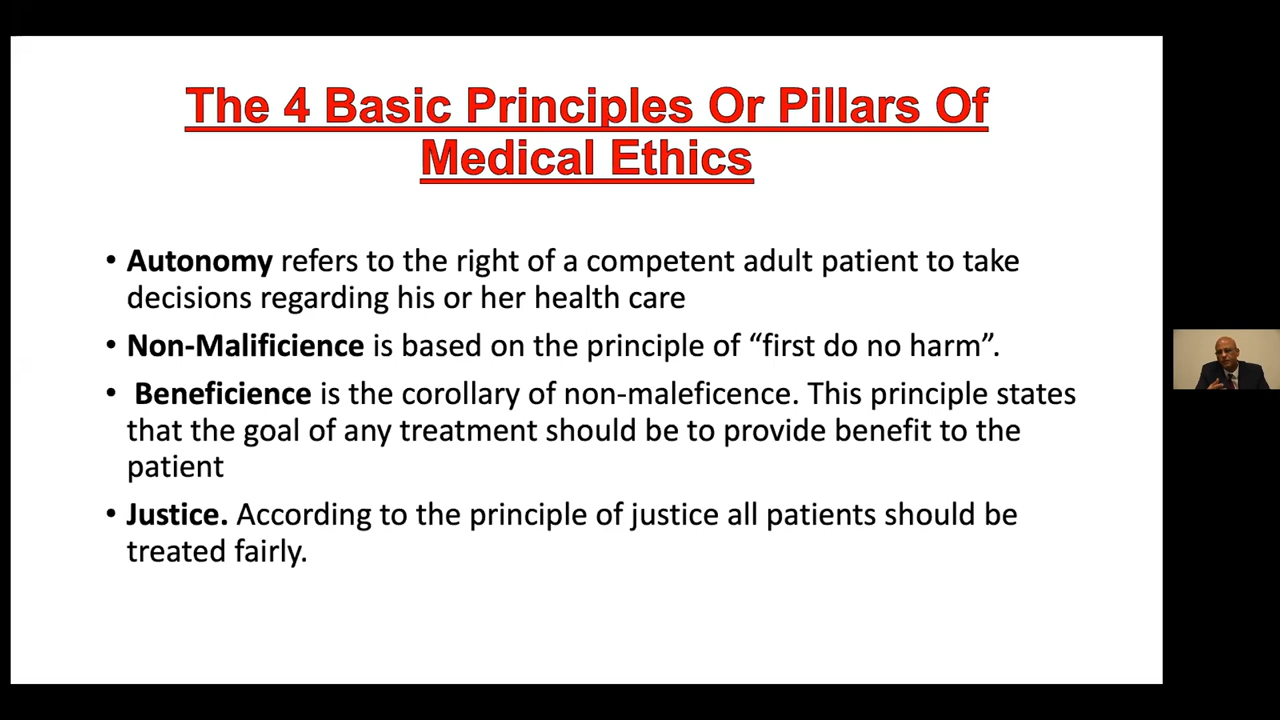 The 4 Basic Principles Or Pillars Of
Medical Ethics
• Autonomy refers to the right of a competent adult patient to take
decisions regarding his or her health care
• Non-Malificience is based on the principle of “first do no harm”.
• Beneficience is the corollary of non-maleficence. This principle states
that the goal of any treatment should be to provide benefit to the
patient
• Justice. According to the principle of justice all patients should be
treated fairly.